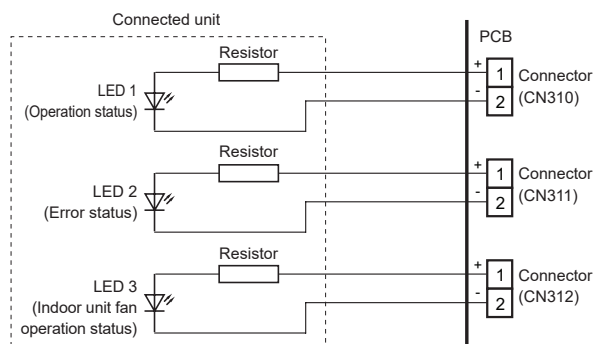 Connected unit
PCB
Resistor
LED 1
(Operation status)
+
-
1
2
Connector
(CN310)
Resistor
LED 2
(Error status)
+
-
1
2
Connector
(CN311)
Resistor
LED 3
(Indoor unit fan
operation status)
+
-
1
2
Connector
(CN312)